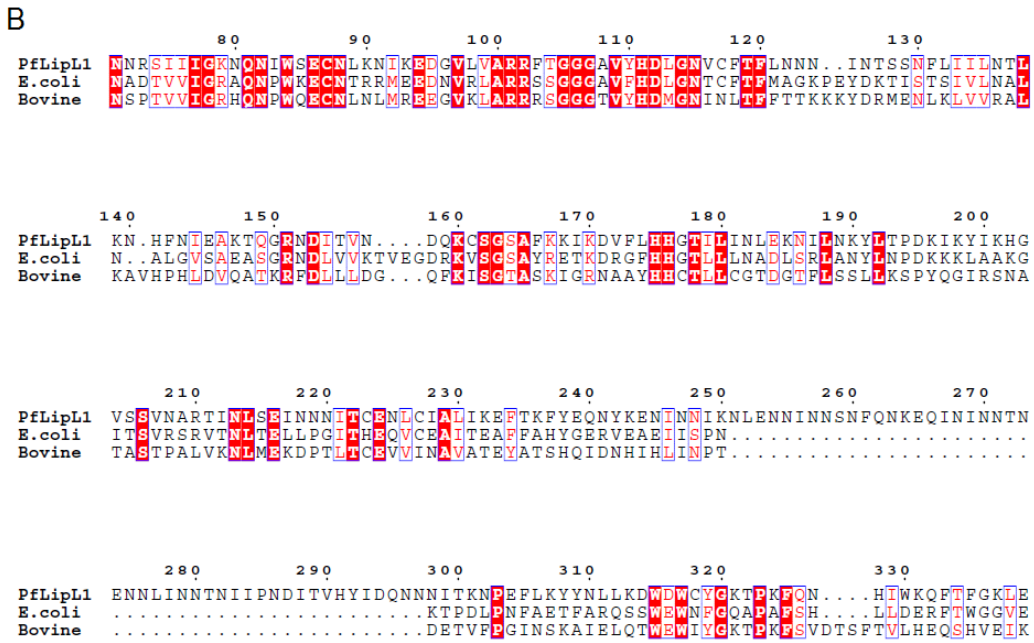 B
80 90 100 110 120 130
PfLipL1 NNRSIIIGKNQNIWSECNLKNIKEDGVLVARRFTGGGAVYHDLGNVCFTFLNNN..INTSSNFLIILNTL
E.coli NADTVVIGRAQNPWKECNTRRMEEDNVRLARRSSGGGAVFHDLGNTCFTFMAGKPEYDKTISTSIVLNAL
Bovine NSPTVVIGRHQNPWQECNLNLMREEGVKLARRRSGGGTVYHDMGNINLTFFTTKKKYDRMENLKLVVRAL
140 150 160 170 180 190 200
PfLipL1 KN.HFNIEAKTQGRNDITVN....DQKCSGSAFKKIKDVFLHHGTILINLEKNILNKYLTPDKIKYIKHG
E.coli N..ALGVSAEASGRNDLVVKTVEGDRKVSGSAYRETKDRGFHHGTLLLNADLSRLANYLNPDKKKLAAKG
Bovine KAVHPHLDVQATKRFDLLLDG...QFKISGTASKIGRNAAYHHCTLLCGTDGTFLSSLLKSPYQGIRSNA
210 220 230 240 250 260 270
PfLipL1 VSSVNARTINLSEINNNITCENLCIALIKEFTKFYEQNYKENINNIKNLENNINNSNFQNKEQININNTN
E.coli ITSVRSRVTNLTELLPGITHEQVCEAITEAFFAHYGERVEAEIISPN.......................
Bovine TASTPALVKNLMEKDPTLTCEVVINAVATEYATSHQIDNHIHLINPT.......................
280 290 300 310 320 330
PfLipL1 ENNLINNTNIIPNDITVHYIDQNNNITKNPEFLKYYNLLKDWDWCYGKTPKFQN....HIWKQFTFGKLE
E.coli ........................KTPDLPNFAETFARQSSWEWNFGQAPAFSH....LLDERFTWGGVE
Bovine ........................DETVFPGINSKAIELQTWEWIYGKTPKFSVDTSFTVLHEQSHVEIK